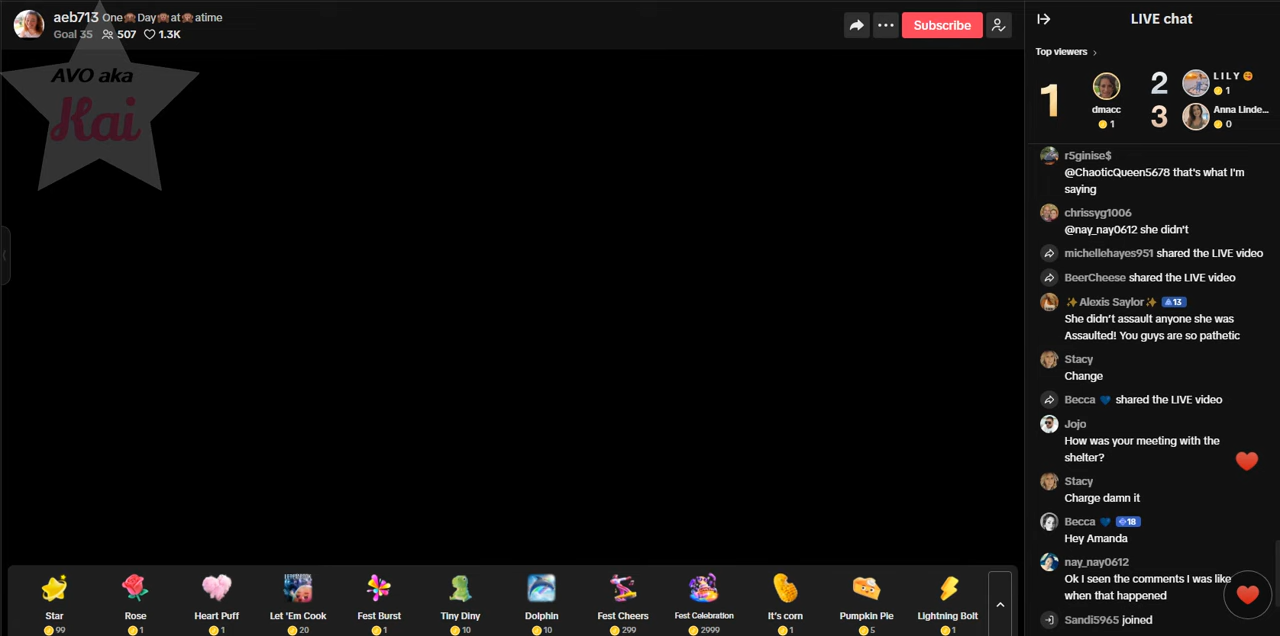 aeb713 One🙈Day🙈at🙈atime
Goal 35 507 1.3K
Subscribe
AVO aka
Kai
LIVE chat
Top viewers
1 dmacc 1
2 L I L Y 1
3 Anna Linde... 0
r5ginise$
@ChaoticQueen5678 that's what I'm
saying
chrissyg1006
@nay_nay0612 she didn't
michellehayes951 shared the LIVE video
BeerCheese shared the LIVE video
✨Alexis Saylor✨ 13
She didn't assault anyone she was
Assaulted! You guys are so pathetic
Stacy
Change
Becca 💙 shared the LIVE video
Jojo
How was your meeting with the
shelter?
Stacy
Charge damn it
Becca 💙 18
Hey Amanda
nay_nay0612
Ok I seen the comments I was like
when that happened
Sandi5965 joined
Star Rose Heart Puff Let 'Em Cook Fest Burst Tiny Diny Dolphin Fest Cheers Fest Celebration It's corn Pumpkin Pie Lightning Bolt
99 1 1 20 1 10 10 299 2999 1 5 1